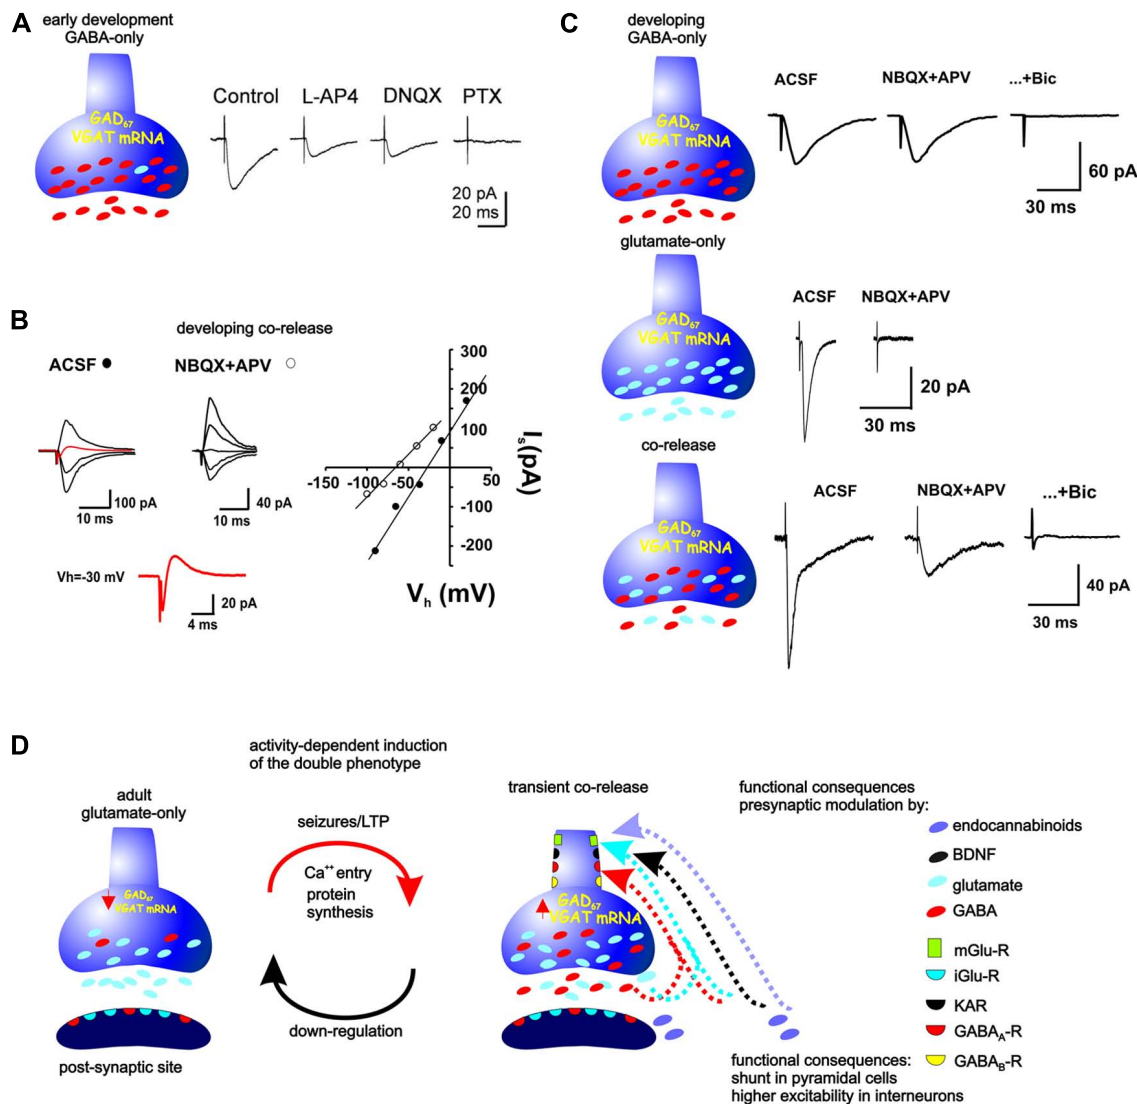 A
early development
GABA-only
GAD67
VGAT mRNA
Control
L-AP4
DNQX
PTX
20 pA
20 ms
B
developing co-release
ACSF
NBQX+APV
100 pA
10 ms
40 pA
10 ms
Vh=-30 mV
20 pA
4 ms
300
200
100
-150
-100
-50
50
-100
-200
Is(pA)
Vh (mV)
C
developing
GABA-only
GAD67
VGAT mRNA
ACSF
NBQX+APV
...+Bic
60 pA
30 ms
glutamate-only
GAD67
VGAT mRNA
ACSF
NBQX+APV
20 pA
30 ms
co-release
GAD67
VGAT mRNA
ACSF
NBQX+APV
...+Bic
40 pA
30 ms
D
activity-dependent induction
of the double phenotype
adult
glutamate-only
GAD67
VGAT mRNA
post-synaptic site
seizures/LTP
Ca++ entry
protein
synthesis
down-regulation
transient co-release
GAD67
VGAT mRNA
functional consequences
presynaptic modulation by:
endocannabinoids
BDNF
glutamate
GABA
mGlu-R
iGlu-R
KAR
GABAA-R
GABAB-R
functional consequences:
shunt in pyramidal cells
higher excitability in interneurons